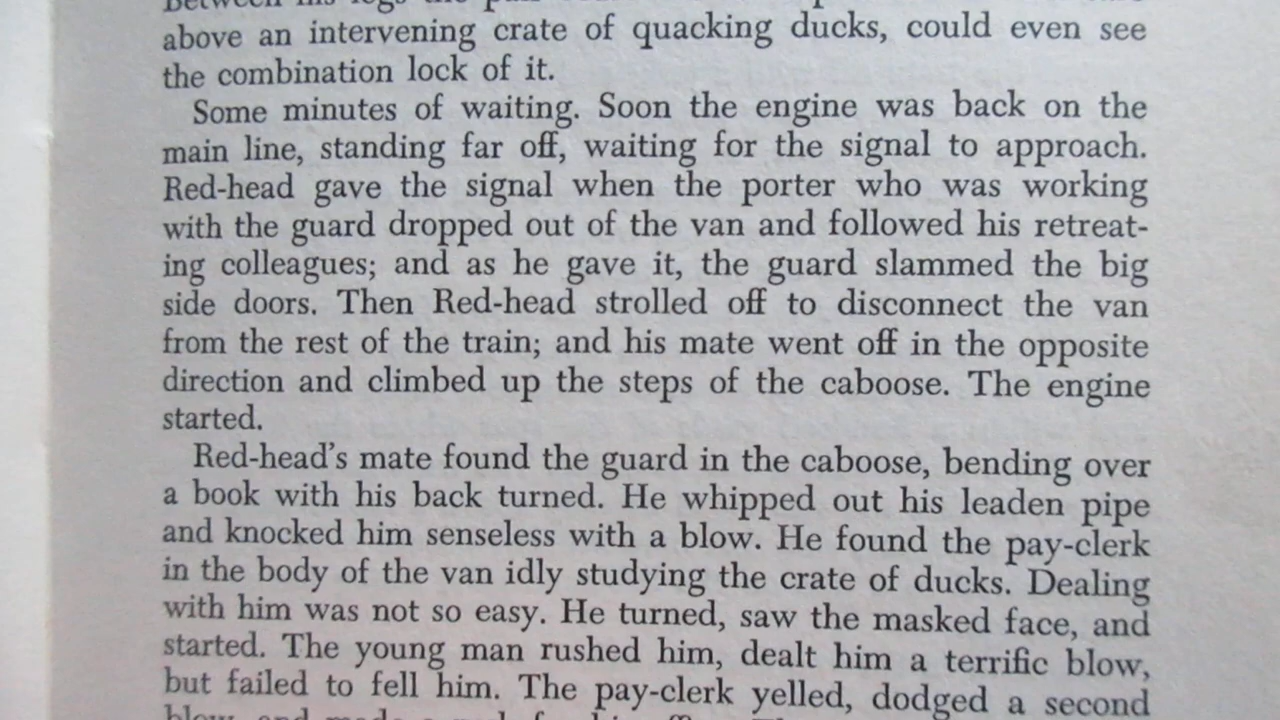 Between his legs the
above an intervening crate of quacking ducks, could even see
the combination lock of it.
Some minutes of waiting. Soon the engine was back on the
main line, standing far off, waiting for the signal to approach.
Red-head gave the signal when the porter who was working
with the guard dropped out of the van and followed his retreat-
ing colleagues; and as he gave it, the guard slammed the big
side doors. Then Red-head strolled off to disconnect the van
from the rest of the train; and his mate went off in the opposite
direction and climbed up the steps of the caboose. The engine
started.
Red-head's mate found the guard in the caboose, bending over
a book with his back turned. He whipped out his leaden pipe
and knocked him senseless with a blow. He found the pay-clerk
in the body of the van idly studying the crate of ducks. Dealing
with him was not so easy. He turned, saw the masked face, and
started. The young man rushed him, dealt him a terrific blow,
but failed to fell him. The pay-clerk yelled, dodged a second
blow, and made a